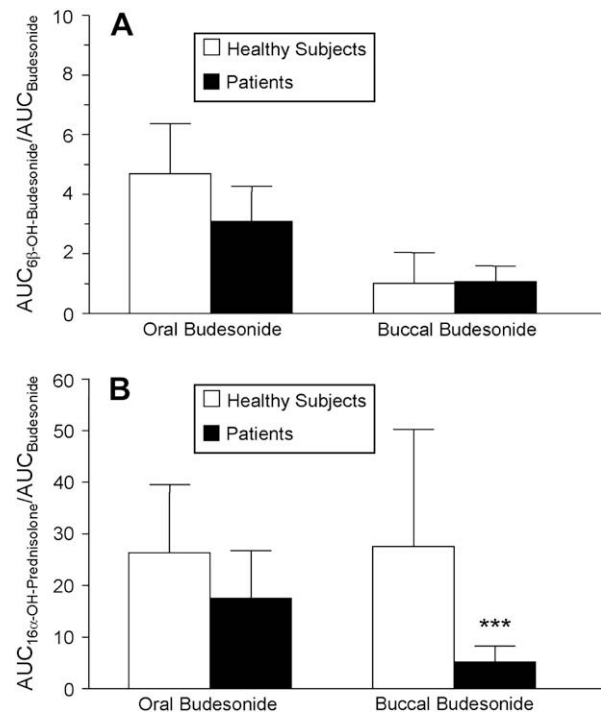 A
Healthy Subjects
Patients
AUC6β-OH-Budesonide/AUCBudesonide
10
8
6
4
2
0
Oral Budesonide Buccal Budesonide
B
Healthy Subjects
Patients
AUC16α-OH-Prednisolone/AUCBudesonide
60
50
40
30
20
10
0
***
Oral Budesonide Buccal Budesonide